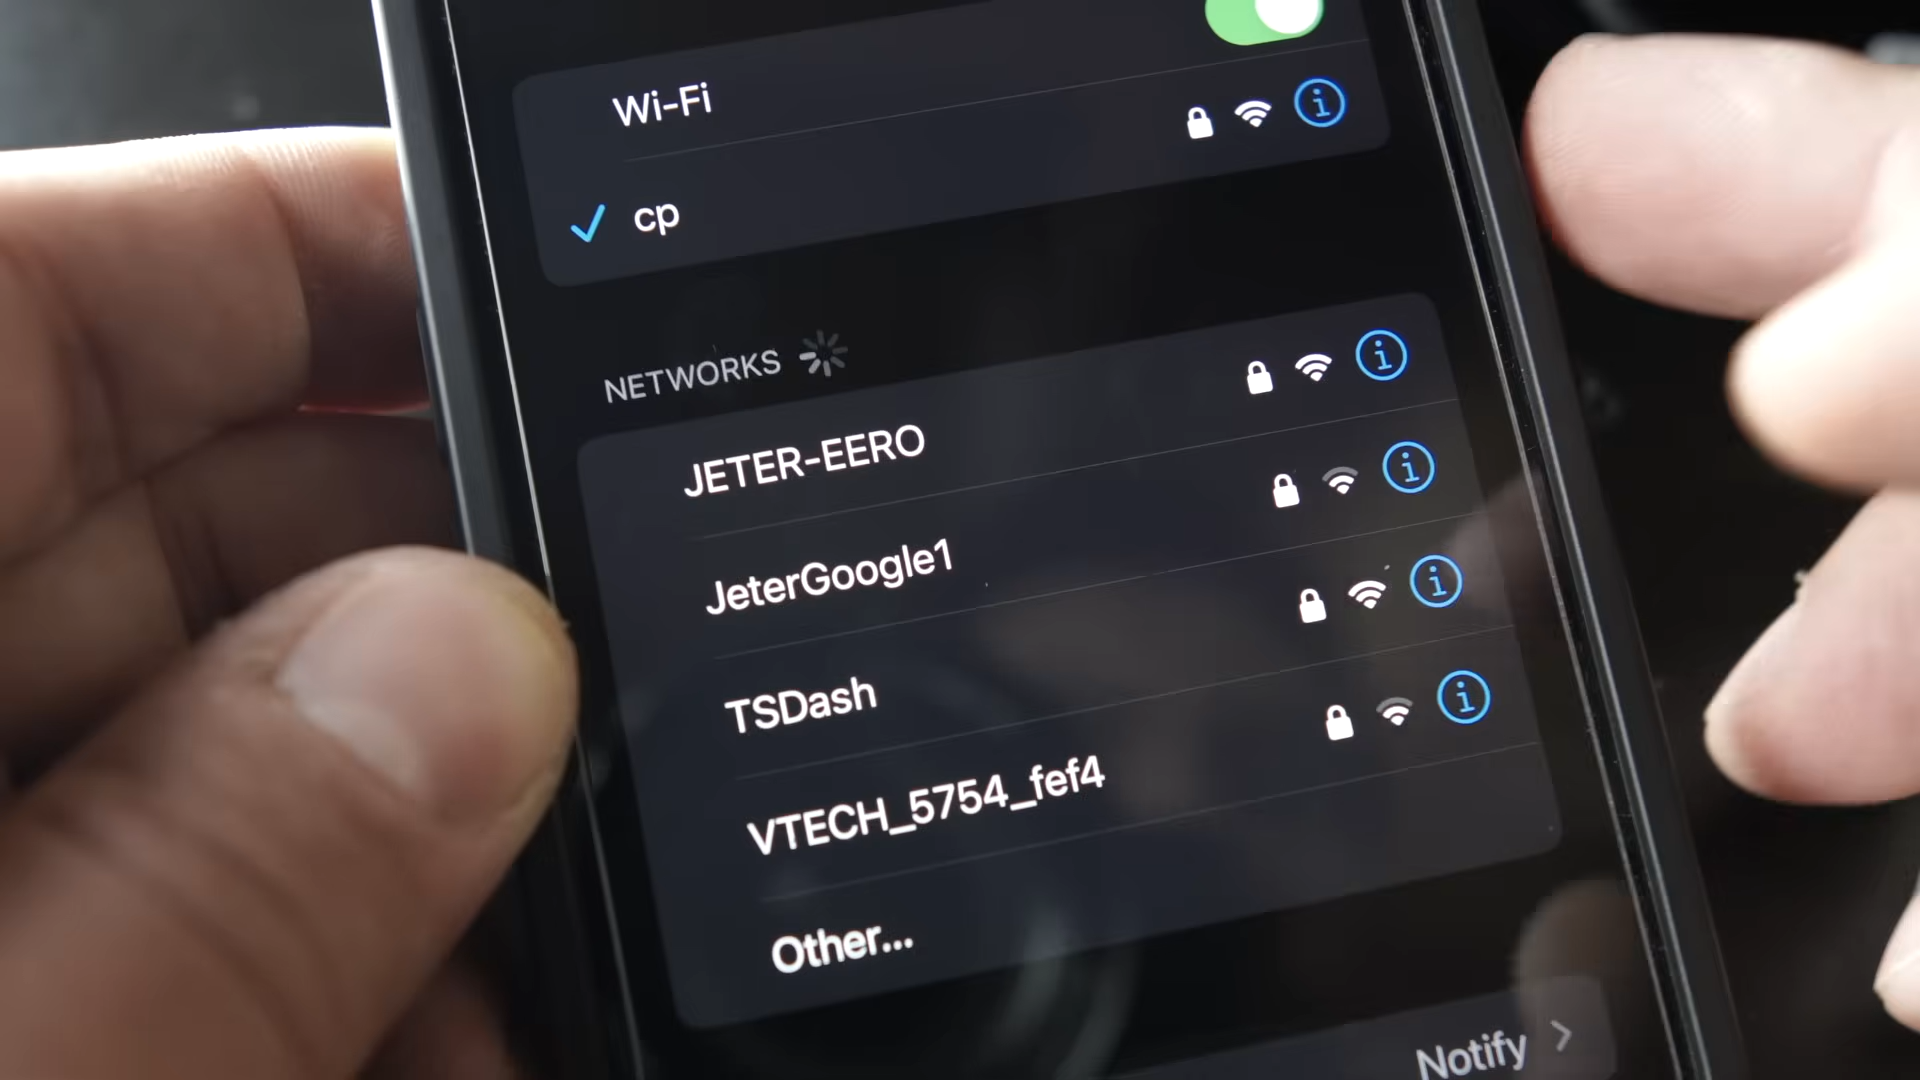 Wi-Fi
cp
NETWORKS
JETER-EERO
JeterGoogle1
TSDash
VTECH_5754_fef4
Other...
Notify